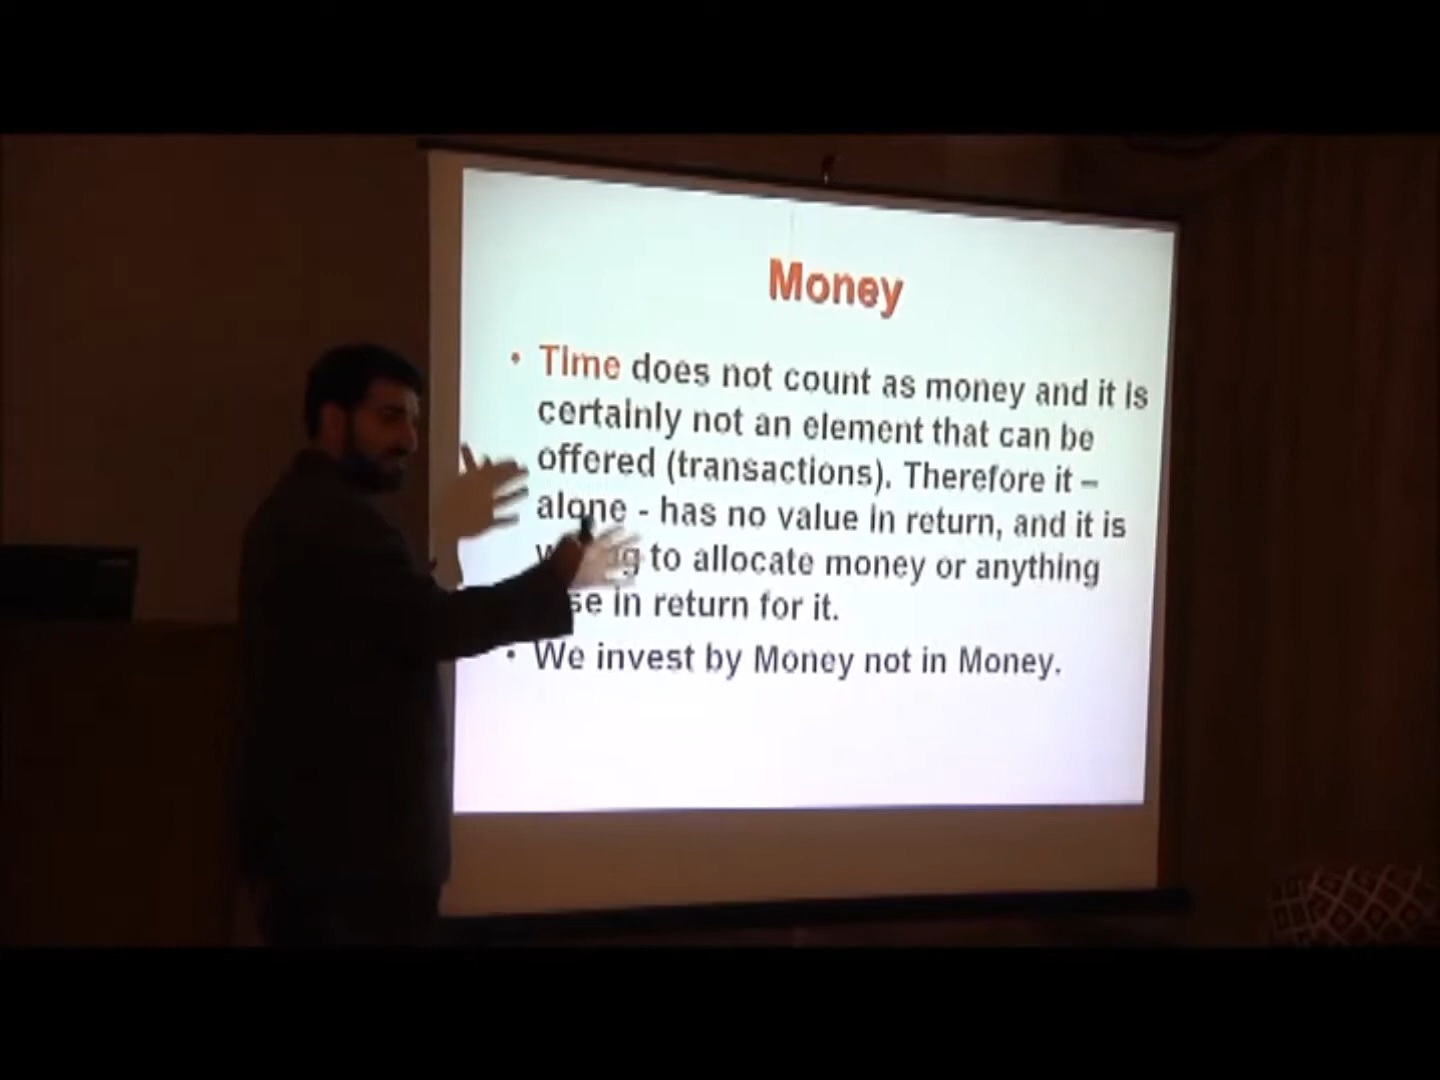 Money
• Time does not count as money and it is
certainly not an element that can be
offered (transactions). Therefore it –
alone - has no value in return, and it is
to allocate money or anything
in return for it.
• We invest by Money not in Money.